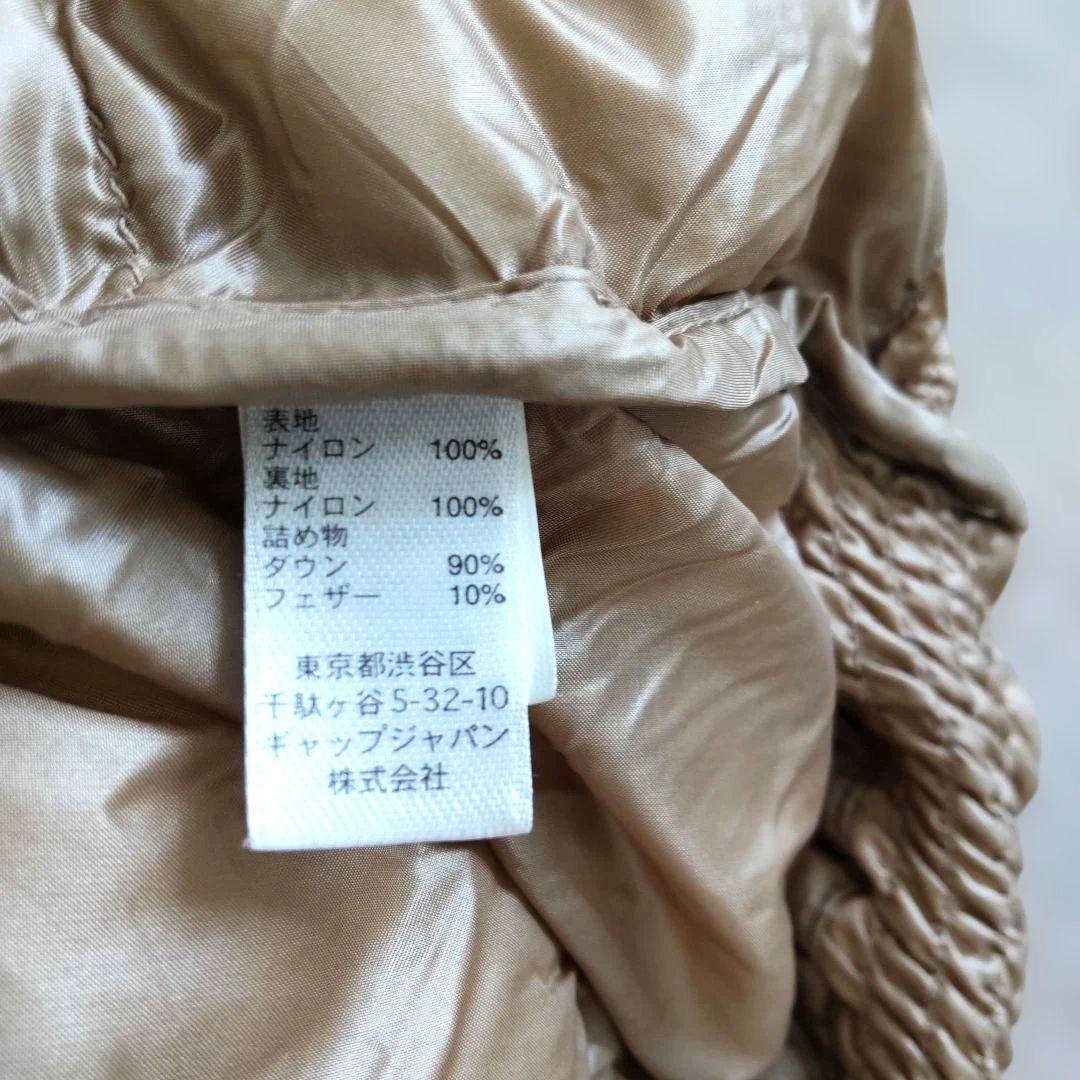 表地
ナイロン 100%
裏地
ナイロン 100%
詰め物
ダウン 90%
フェザー 10%
東京都渋谷区
千駄ヶ谷5-32-10
ギャップジャパン
株式会社